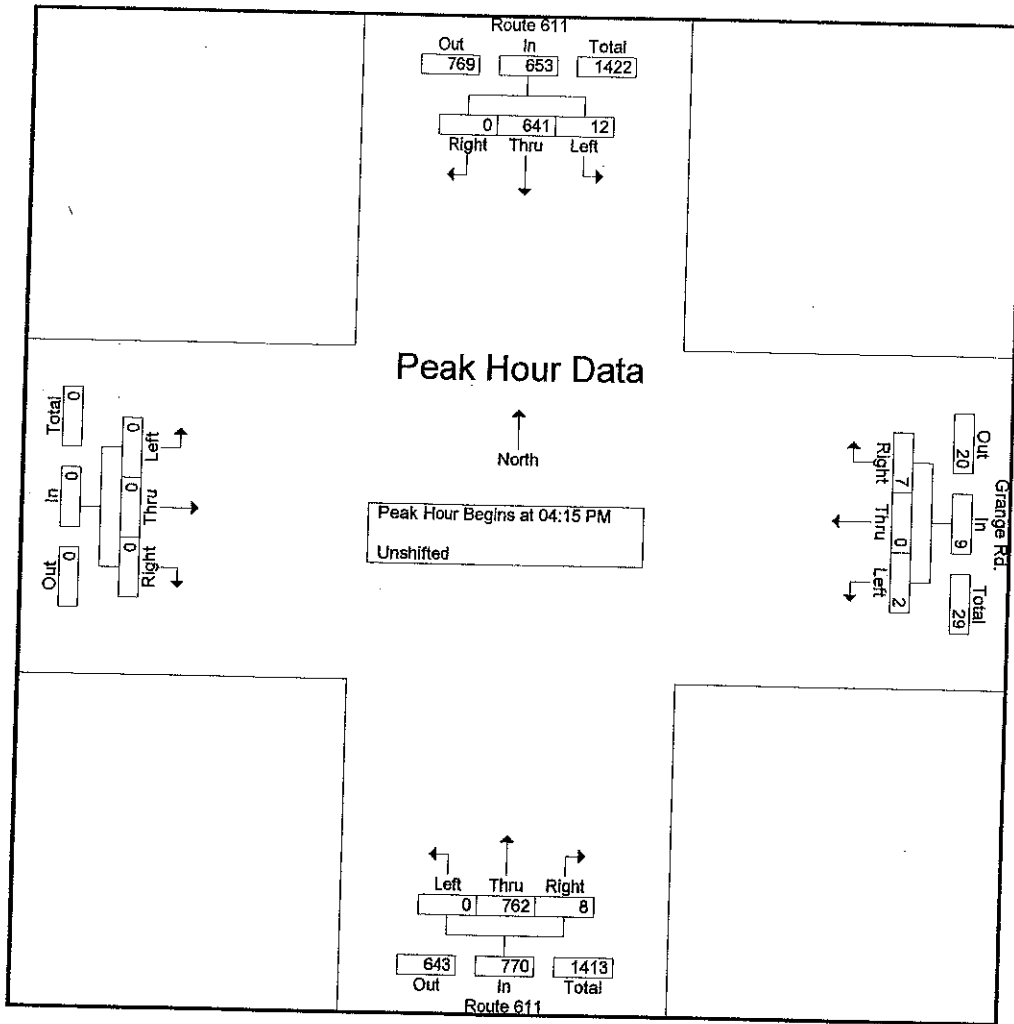 Route 611
Out In Total
769 653 1422
0 641 12
Right Thru Left
Peak Hour Data
North
Peak Hour Begins at 04:15 PM
Unshifted
Total In Out
0 0 0
0 0 0
Left Thru Right
Right Thru Left
7 0 2
Out In Total
20 9 29
Grange Rd.
Left Thru Right
0 762 8
643 770 1413
Out In Total
Route 611